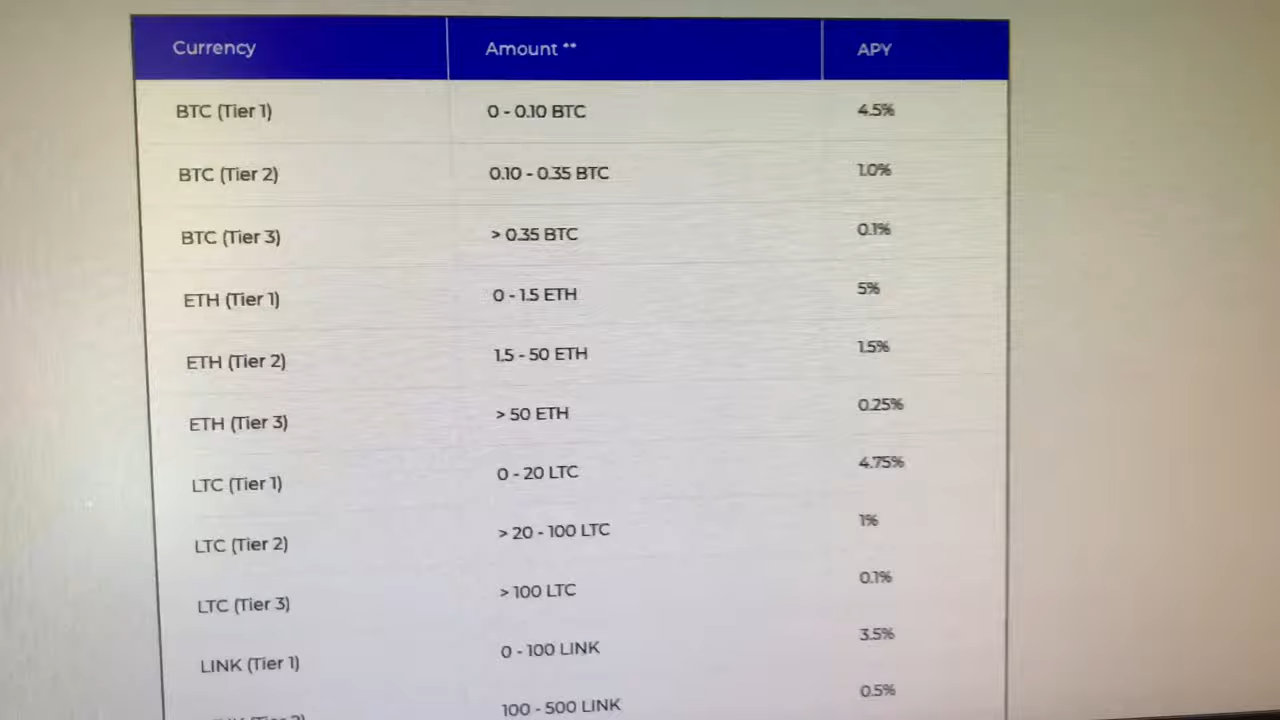 Currency Amount ** APY
BTC (Tier 1) 0 - 0.10 BTC 4.5%
BTC (Tier 2) 0.10 - 0.35 BTC 1.0%
BTC (Tier 3) > 0.35 BTC 0.1%
ETH (Tier 1) 0 - 1.5 ETH 5%
ETH (Tier 2) 1.5 - 50 ETH 1.5%
ETH (Tier 3) > 50 ETH 0.25%
LTC (Tier 1) 0 - 20 LTC 4.75%
LTC (Tier 2) > 20 - 100 LTC 1%
LTC (Tier 3) > 100 LTC 0.1%
LINK (Tier 1) 0 - 100 LINK 3.5%
(Tier 2) 100 - 500 LINK 0.5%